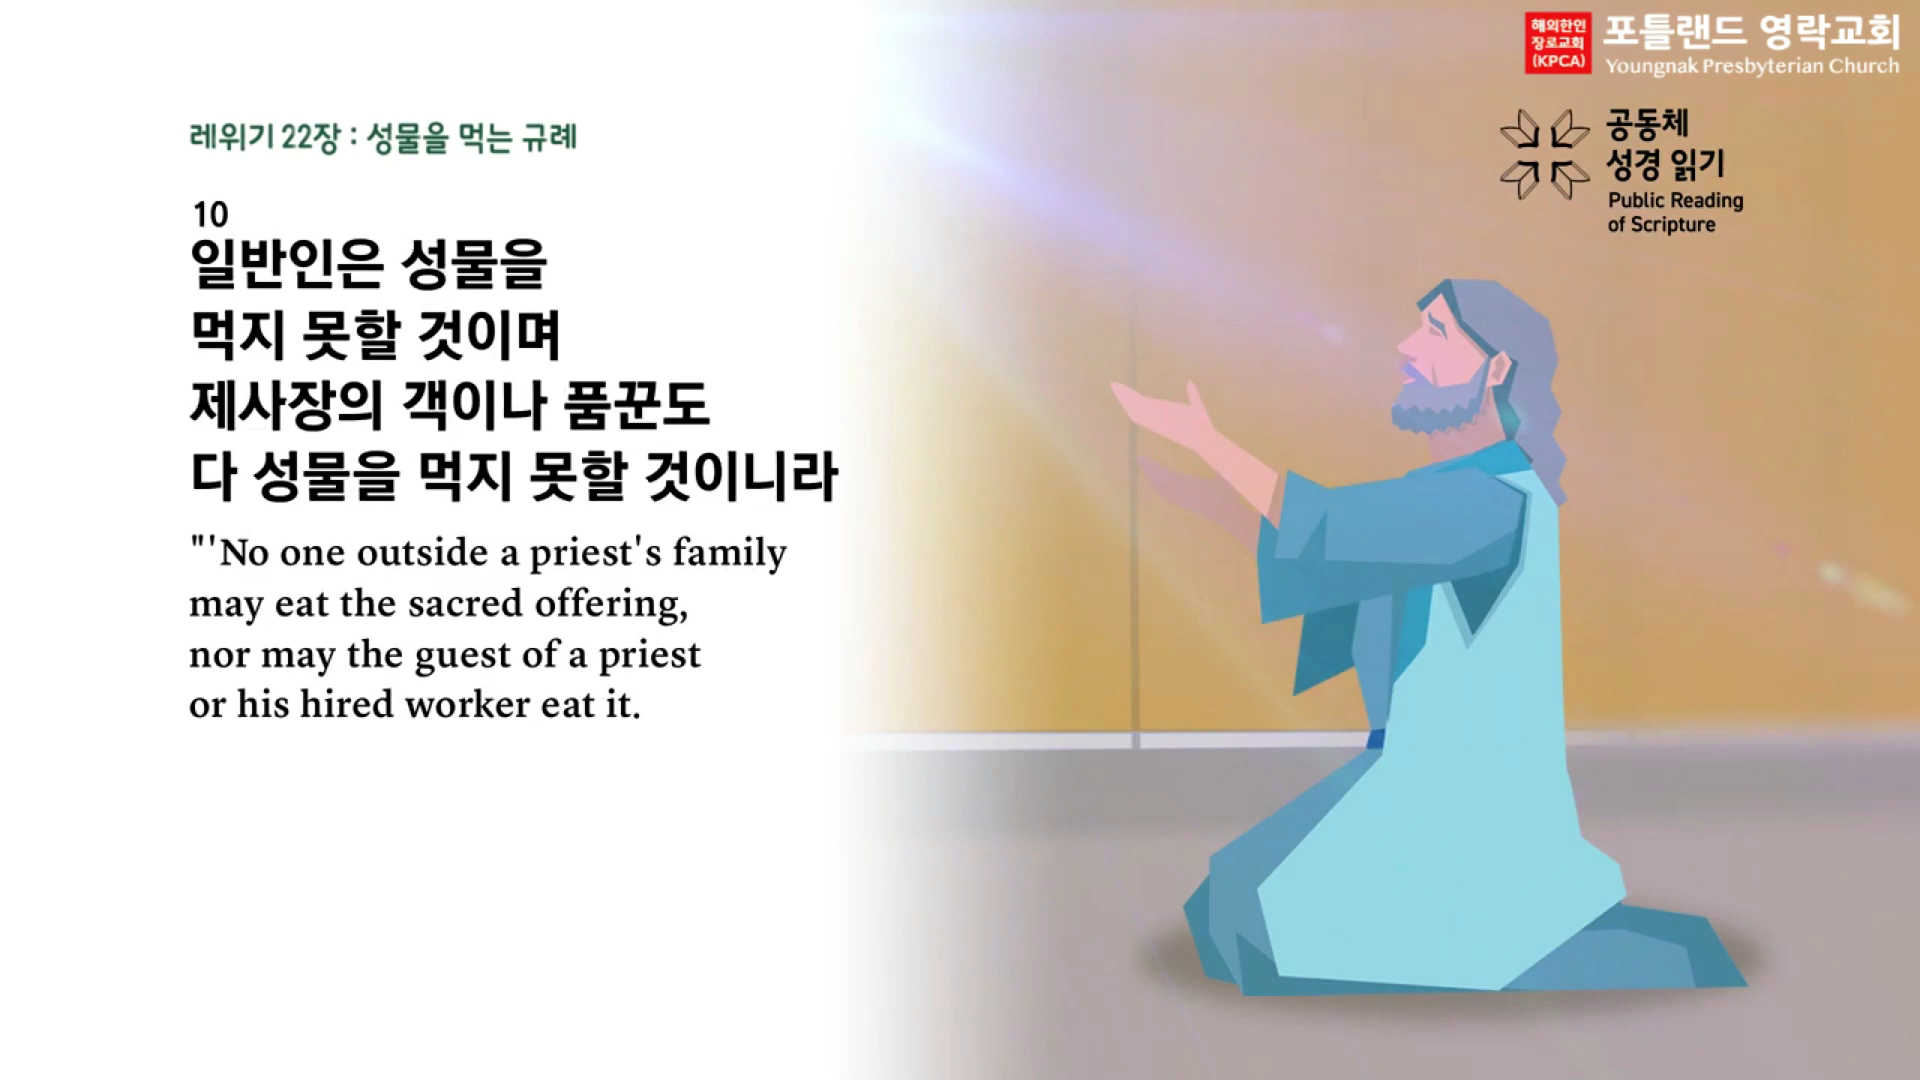 해외한인
장로교회
(KPCA)
포틀랜드 영락교회
Youngnak Presbyterian Church
공동체
성경 읽기
Public Reading
of Scripture
레위기 22장 : 성물을 먹는 규례
10
일반인은 성물을
먹지 못할 것이며
제사장의 객이나 품꾼도
다 성물을 먹지 못할 것이니라
"'No one outside a priest's family
may eat the sacred offering,
nor may the guest of a priest
or his hired worker eat it.